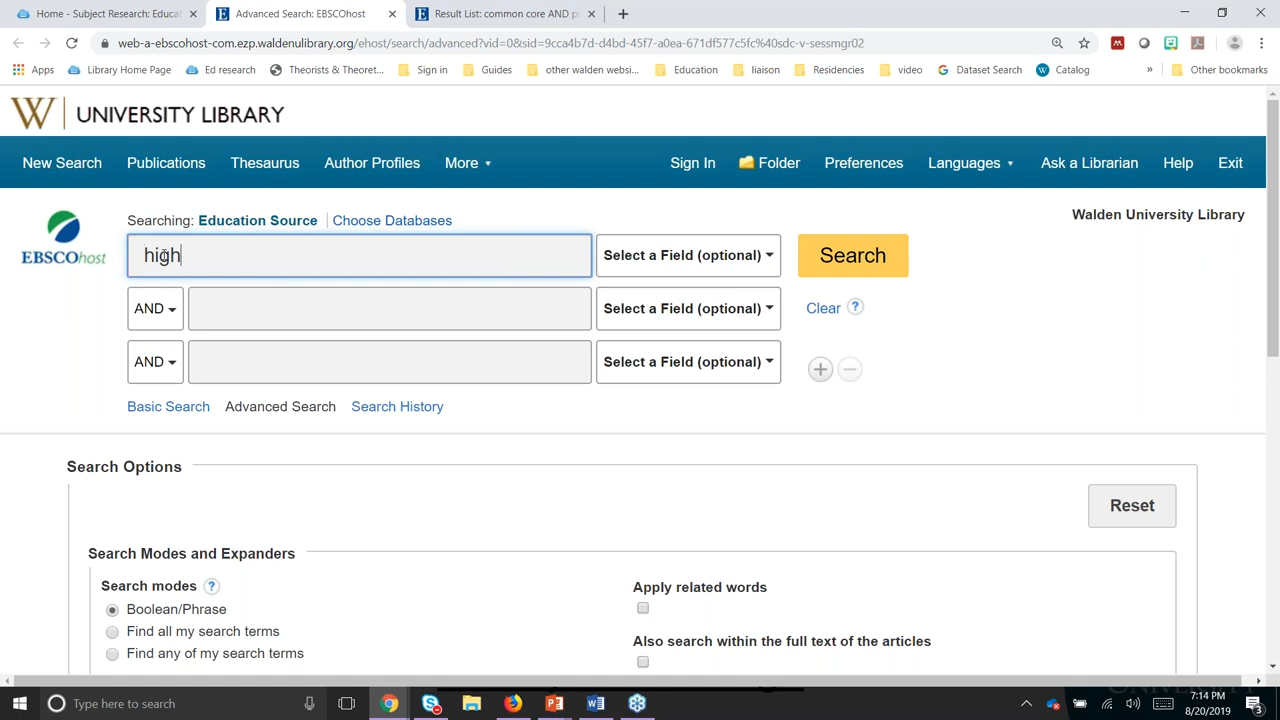 Home - Subject Research: Educat
Advanced Search: EBSCOhost
Result List: common core AND p
web-a-ebscohost-com.ezp.waldenulibrary.org/ehost/search/advanced?vid=0&sid=9cca4b7d-d4bd-45f7-a0ea-671df577c5fc%40sdc-v-sessmgr02
Apps Library Home Page Ed research Theorists & Theoret... Sign in Guides other walden websi... Education liaison Residencies video Dataset Search Catalog » Other bookmarks
W UNIVERSITY LIBRARY
New Search Publications Thesaurus Author Profiles More Sign In Folder Preferences Languages Ask a Librarian Help Exit
Searching: Education Source Choose Databases
Walden University Library
EBSCOhost
high Select a Field (optional) Search
AND Select a Field (optional) Clear ?
AND Select a Field (optional)
Basic Search Advanced Search Search History
Search Options
Reset
Search Modes and Expanders
Search modes ?
Boolean/Phrase
Find all my search terms
Find any of my search terms
Apply related words
Also search within the full text of the articles
Type here to search
7:14 PM
8/20/2019
3